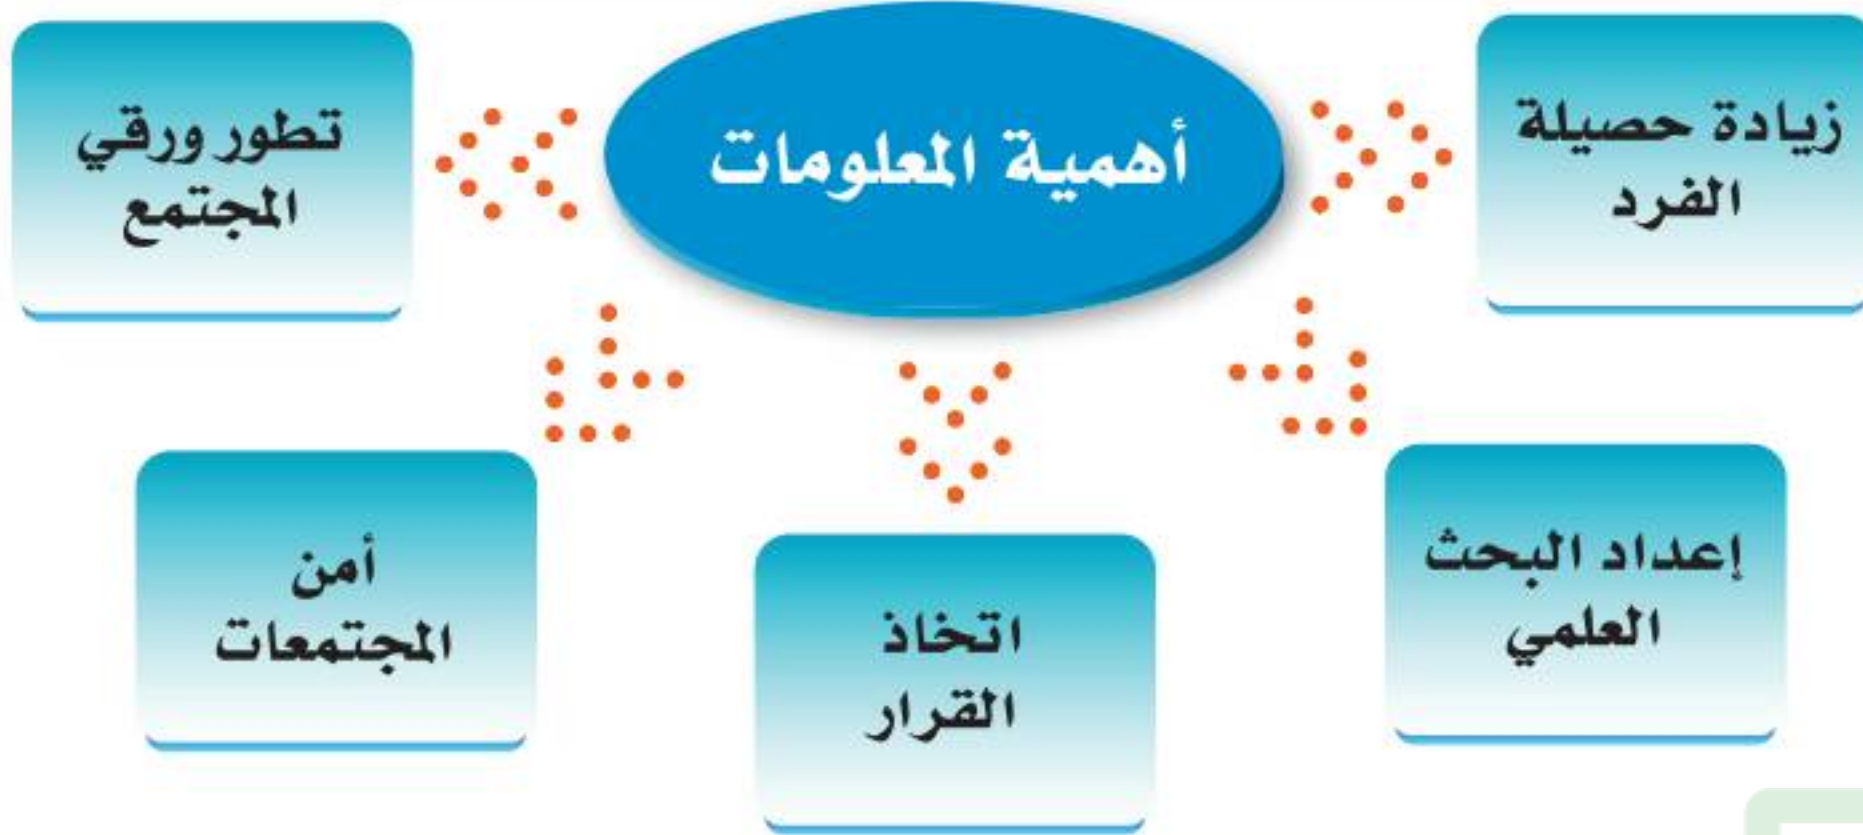 أهمية المعلومات
زيادة حصيلة
الفرد
إعداد البحث
العلمي
اتخاذ
القرار
أمن
المجتمعات
تطور ورقي
المجتمع